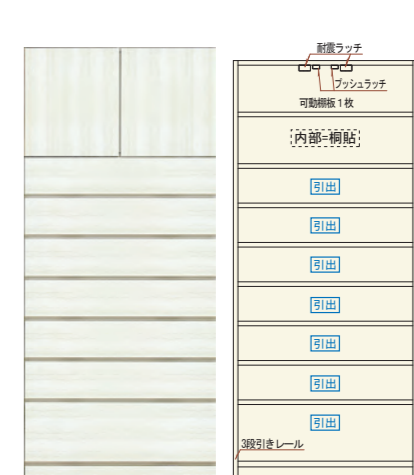 耐震ラッチ
プッシュラッチ
可動棚板1枚
内部=桐貼
引出
引出
引出
引出
引出
引出
引出
3段引きレール